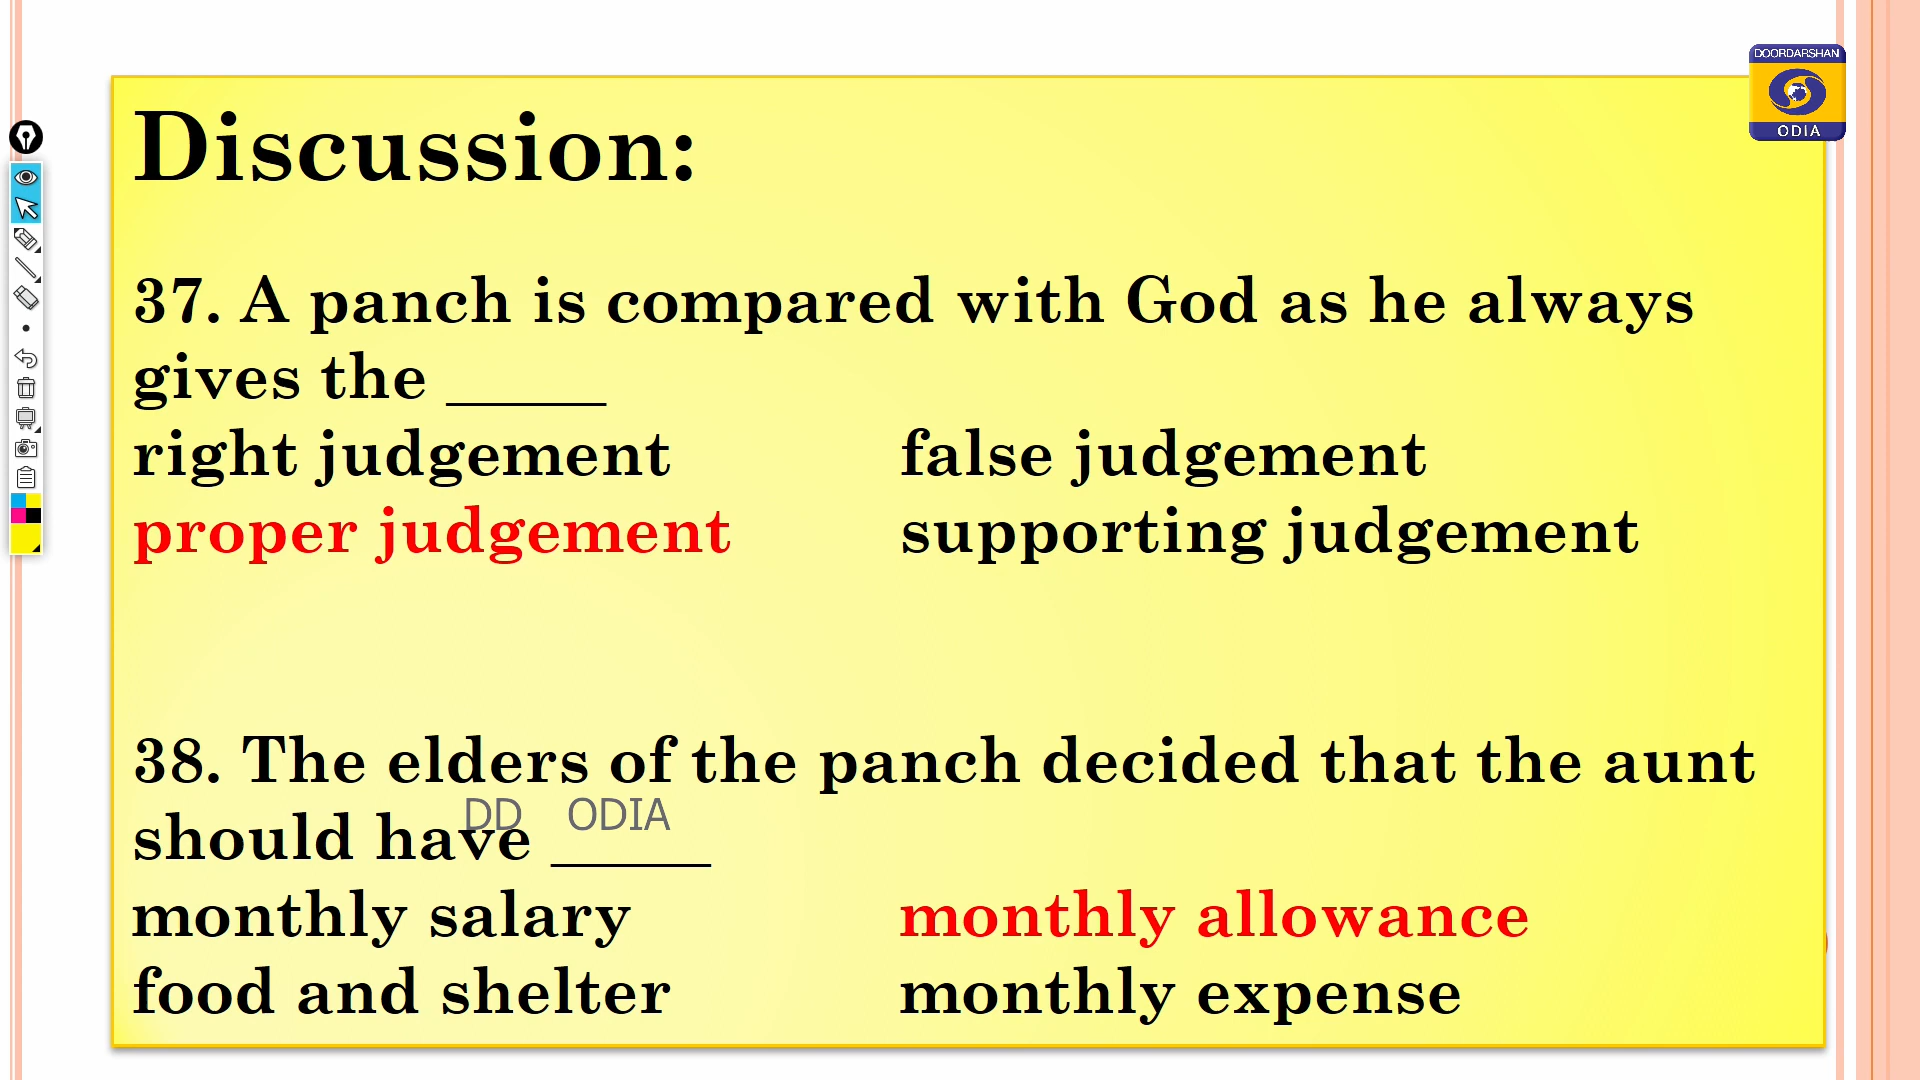 DOORDARSHAN
ODIA
Discussion:
37. A panch is compared with God as he always
gives the _____
right judgement false judgement
proper judgement supporting judgement
38. The elders of the panch decided that the aunt
should have _____
DD ODIA
monthly salary monthly allowance
food and shelter monthly expense